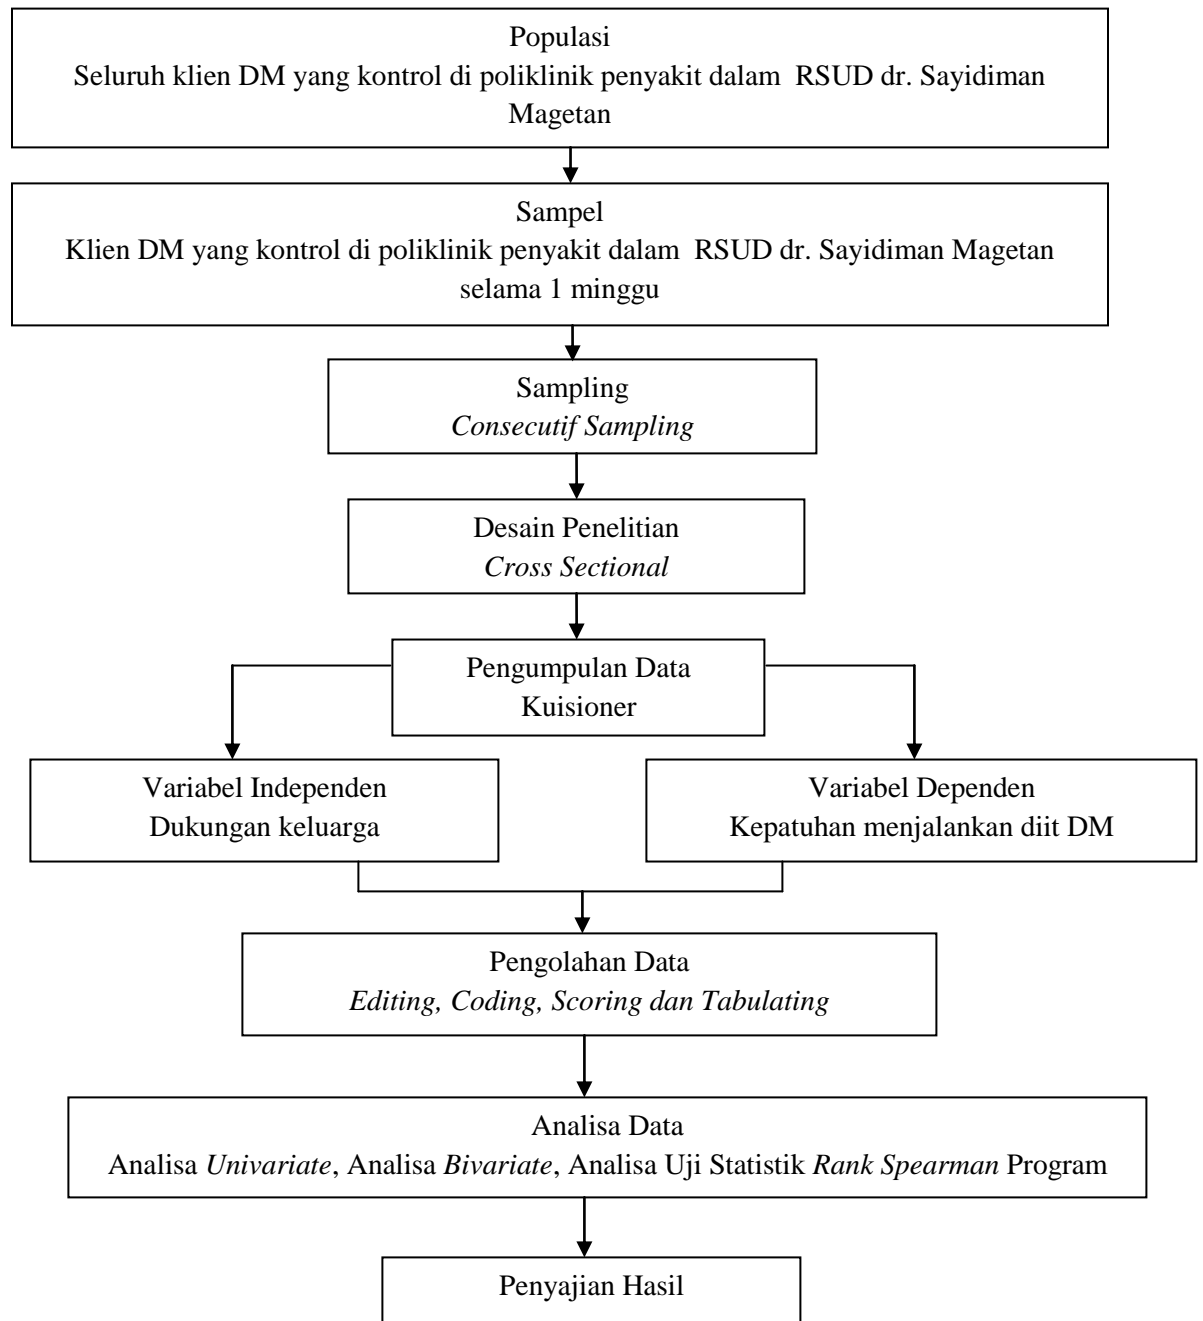 Populasi
Seluruh klien DM yang kontrol di poliklinik penyakit dalam  RSUD dr. Sayidiman
Magetan
Sampel
Klien DM yang kontrol di poliklinik penyakit dalam  RSUD dr. Sayidiman Magetan
selama 1 minggu
Sampling
Consecutif Sampling
Desain Penelitian
Cross Sectional
Pengumpulan Data
Kuisioner
Variabel Independen
Dukungan keluarga
Variabel Dependen
Kepatuhan menjalankan diit DM
Pengolahan Data
Editing, Coding, Scoring dan Tabulating
Analisa Data
Analisa Univariate, Analisa Bivariate, Analisa Uji Statistik Rank Spearman Program
Penyajian Hasil